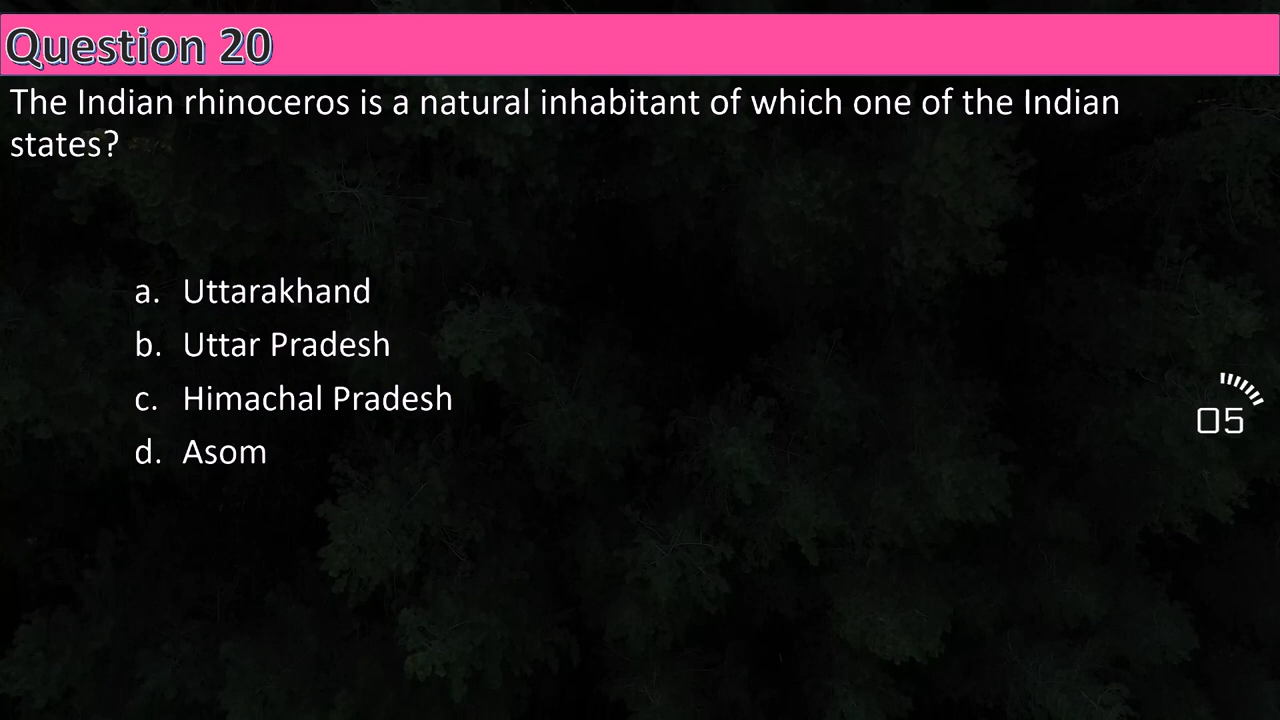 Question 20
The Indian rhinoceros is a natural inhabitant of which one of the Indian
states?
a. Uttarakhand
b. Uttar Pradesh
c. Himachal Pradesh
05
d. Asom